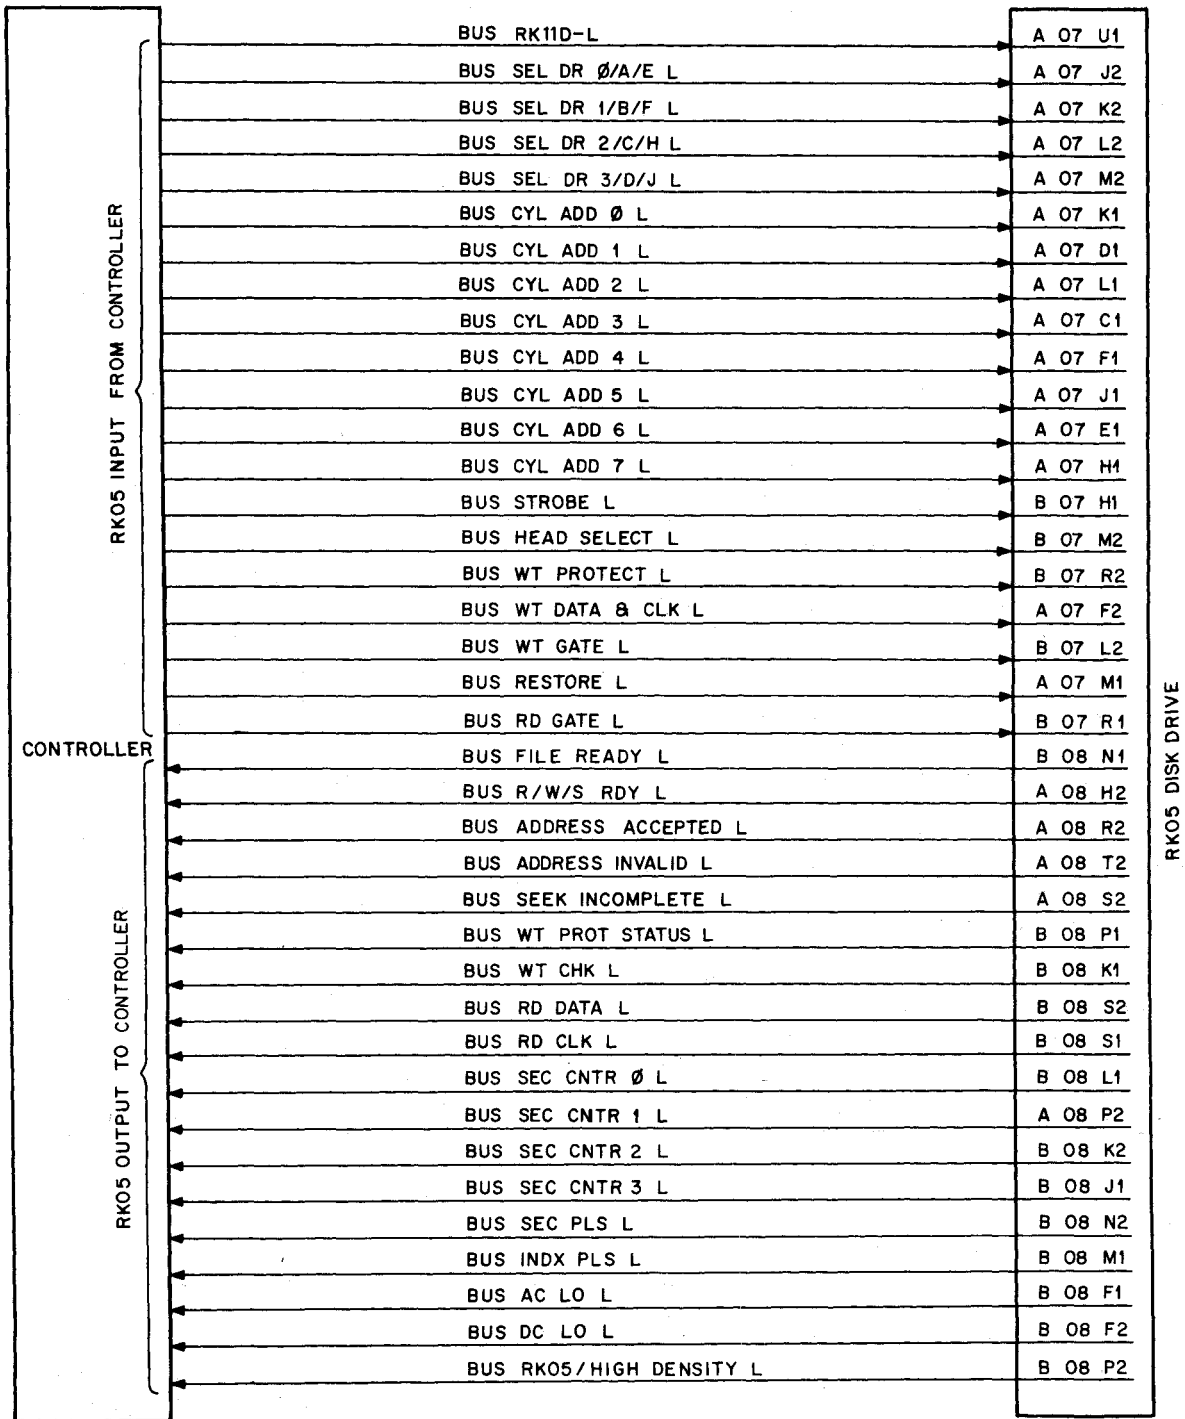 BUS RK11D-L A 07 U1
BUS SEL DR Ø/A/E L A 07 J2
BUS SEL DR 1/B/F L A 07 K2
BUS SEL DR 2/C/H L A 07 L2
BUS SEL DR 3/D/J L A 07 M2
BUS CYL ADD Ø L A 07 K1
BUS CYL ADD 1 L A 07 D1
BUS CYL ADD 2 L A 07 L1
BUS CYL ADD 3 L A 07 C1
BUS CYL ADD 4 L A 07 F1
BUS CYL ADD 5 L A 07 J1
BUS CYL ADD 6 L A 07 E1
BUS CYL ADD 7 L A 07 H1
BUS STROBE L B 07 H1
BUS HEAD SELECT L B 07 M2
BUS WT PROTECT L B 07 R2
BUS WT DATA & CLK L A 07 F2
BUS WT GATE L B 07 L2
BUS RESTORE L A 07 M1
BUS RD GATE L B 07 R1
RK05 INPUT FROM CONTROLLER
CONTROLLER
RK05 DISK DRIVE
BUS FILE READY L B 08 N1
BUS R/W/S RDY L A 08 H2
BUS ADDRESS ACCEPTED L A 08 R2
BUS ADDRESS INVALID L A 08 T2
BUS SEEK INCOMPLETE L A 08 S2
BUS WT PROT STATUS L B 08 P1
BUS WT CHK L B 08 K1
BUS RD DATA L B 08 S2
BUS RD CLK L B 08 S1
BUS SEC CNTR Ø L B 08 L1
BUS SEC CNTR 1 L A 08 P2
BUS SEC CNTR 2 L B 08 K2
BUS SEC CNTR 3 L B 08 J1
BUS SEC PLS L B 08 N2
BUS INDX PLS L B 08 M1
BUS AC LO L B 08 F1
BUS DC LO L B 08 F2
BUS RK05/HIGH DENSITY L B 08 P2
RK05 OUTPUT TO CONTROLLER